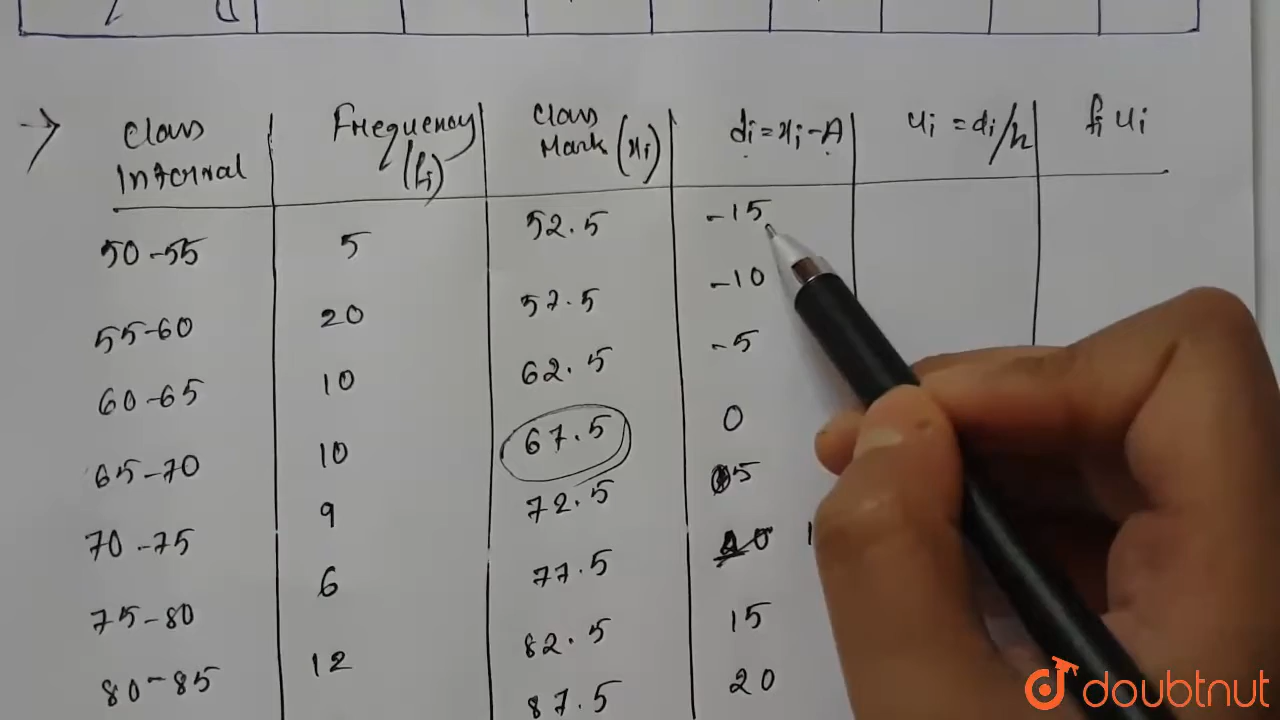 → Class Interval | Frequency (fi) | Class Mark (xi) | di = xi - A | ui = di/h | fi ui
50-55 5 52.5 -15
55-60 20 57.5 -10
60-65 10 62.5 -5
65-70 10 67.5 0
70-75 9 72.5 5
75-80 6 77.5
80-85 12 82.5 15
87.5 20
doubtnut